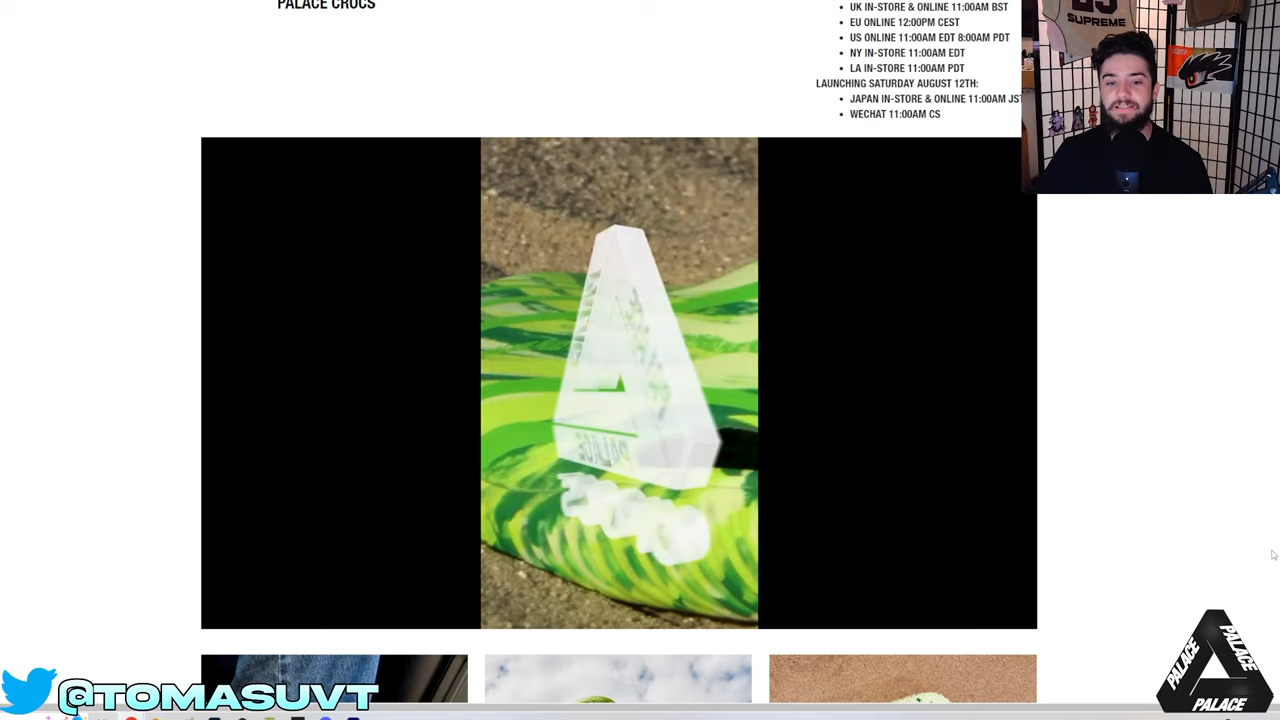 PALACE CROCS
UK IN-STORE & ONLINE 11:00AM BST
EU ONLINE 12:00PM CEST
US ONLINE 11:00AM EDT 8:00AM PDT
NY IN-STORE 11:00AM EDT
LA IN-STORE 11:00AM PDT
LAUNCHING SATURDAY AUGUST 12TH:
JAPAN IN-STORE & ONLINE 11:00AM JST
WECHAT 11:00AM CS
SUPREME
PALACE
@TOMASUVT
PALACE
PALACE
PALACE